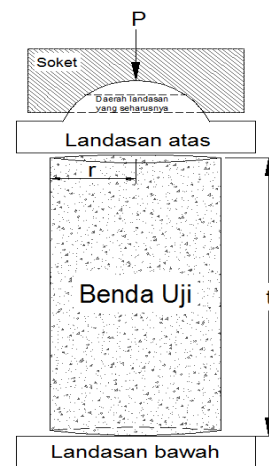 P
Soket
Daerah landasan
yang seharusnya
Landasan atas
r
Benda Uji
Landasan bawah